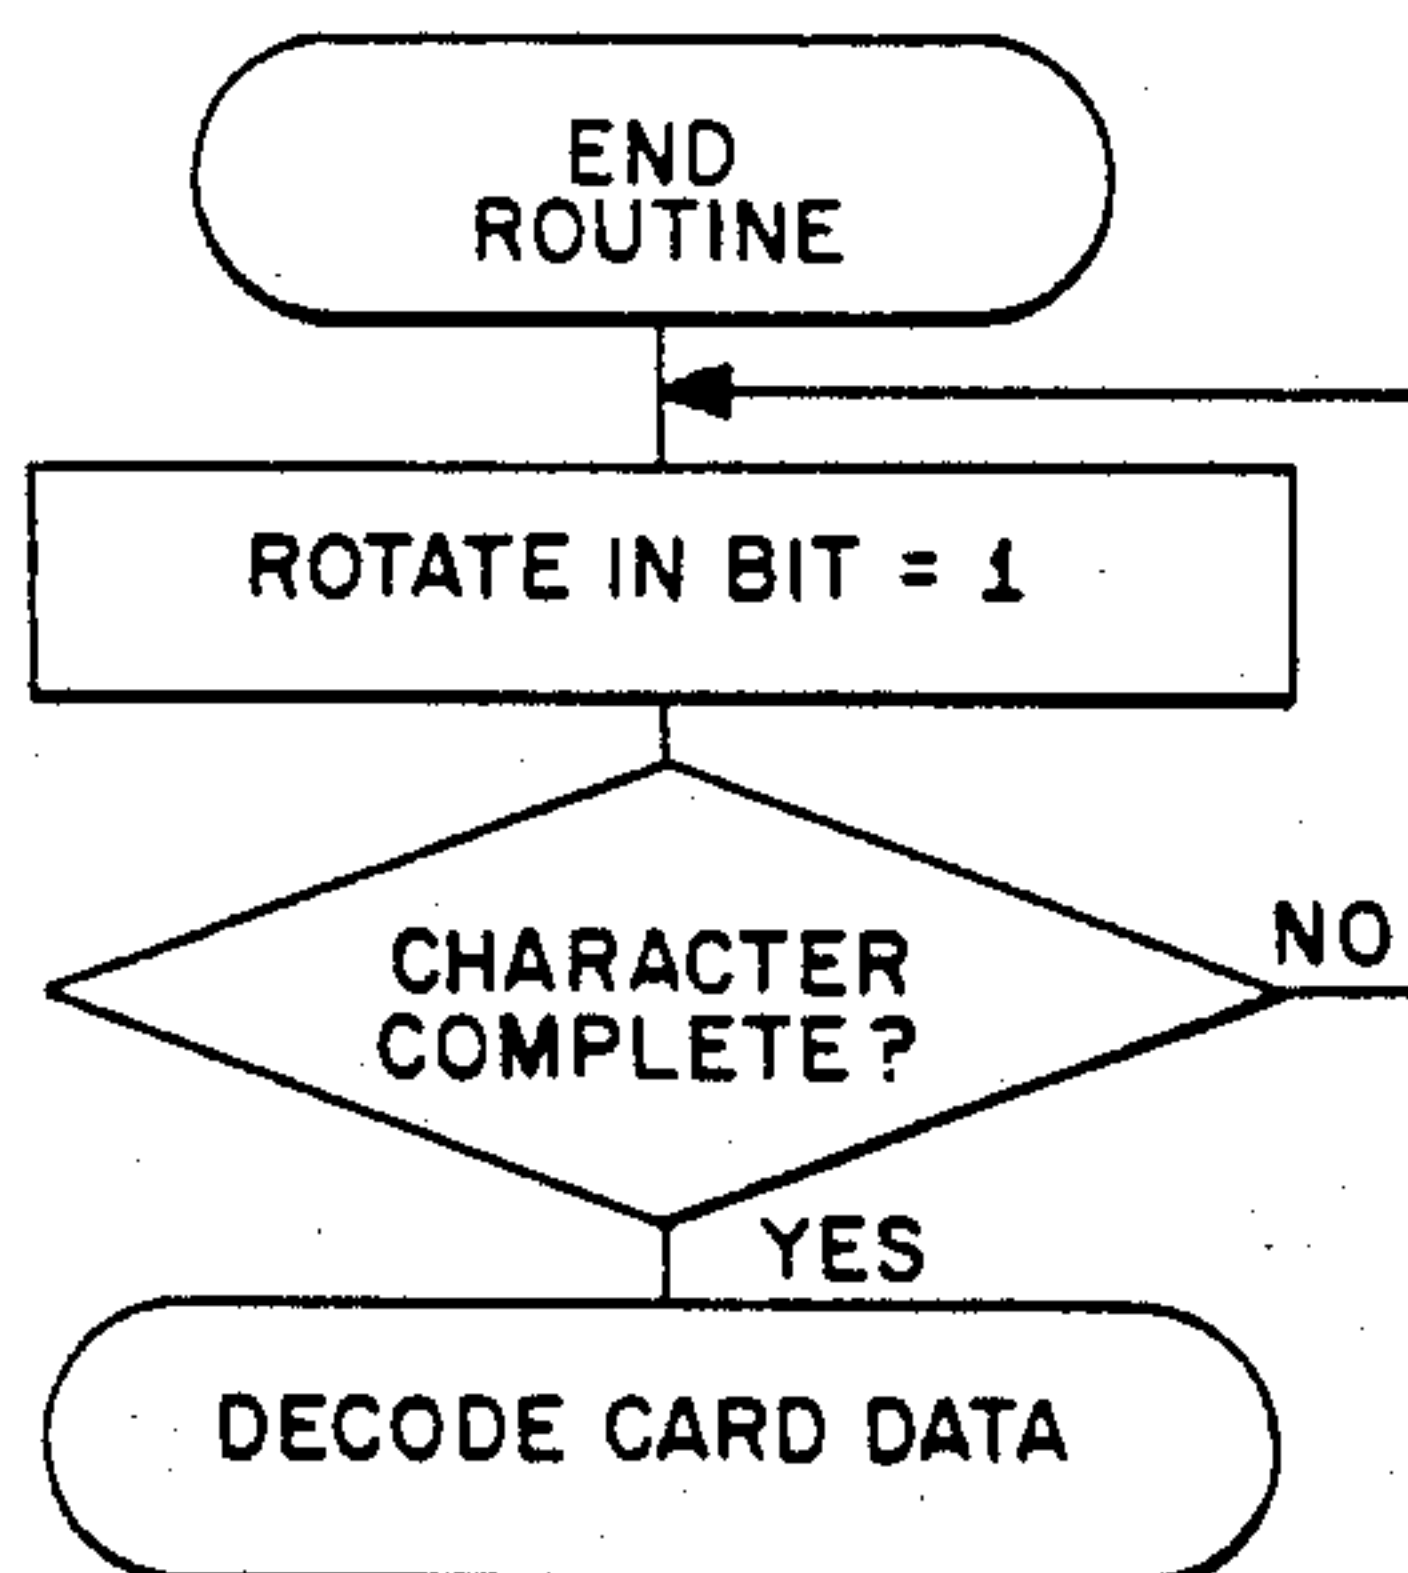 END
ROUTINE
ROTATE IN BIT = 1
CHARACTER
COMPLETE?
NO
YES
DECODE CARD DATA